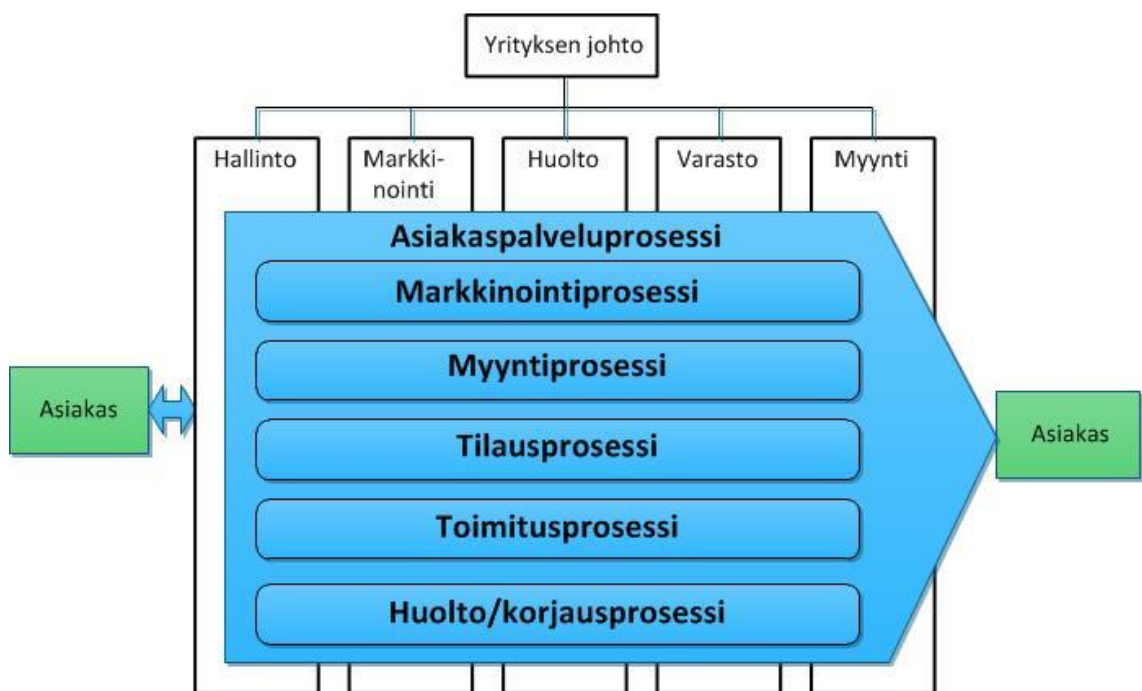 Yrityksen johto
Hallinto
Markki-
nointi
Huolto
Varasto
Myynti
Asiakaspalveluprosessi
Markkinointiprosessi
Myyntiprosessi
Tilausprosessi
Toimitusprosessi
Huolto/korjausprosessi
Asiakas
Asiakas